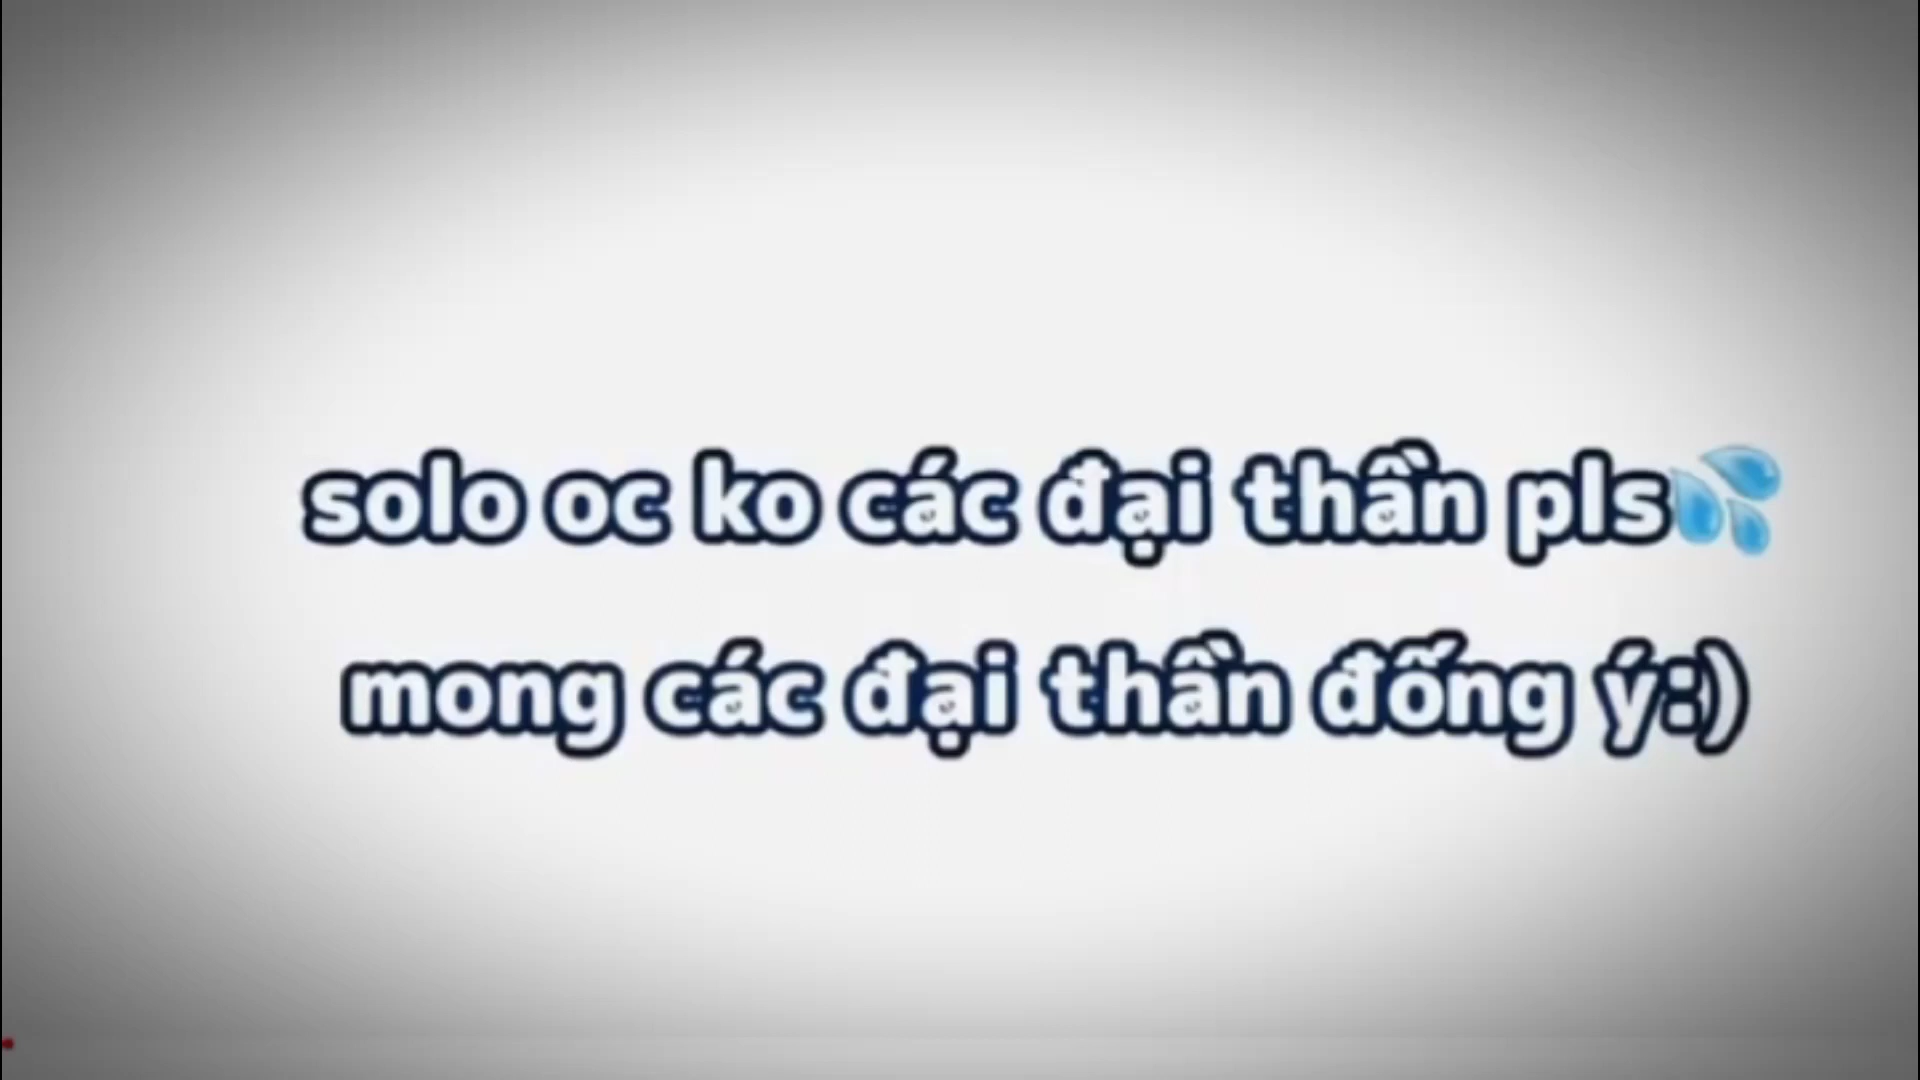 solo oc ko các đại thần pls💦
mong các đại thần đống ý:)